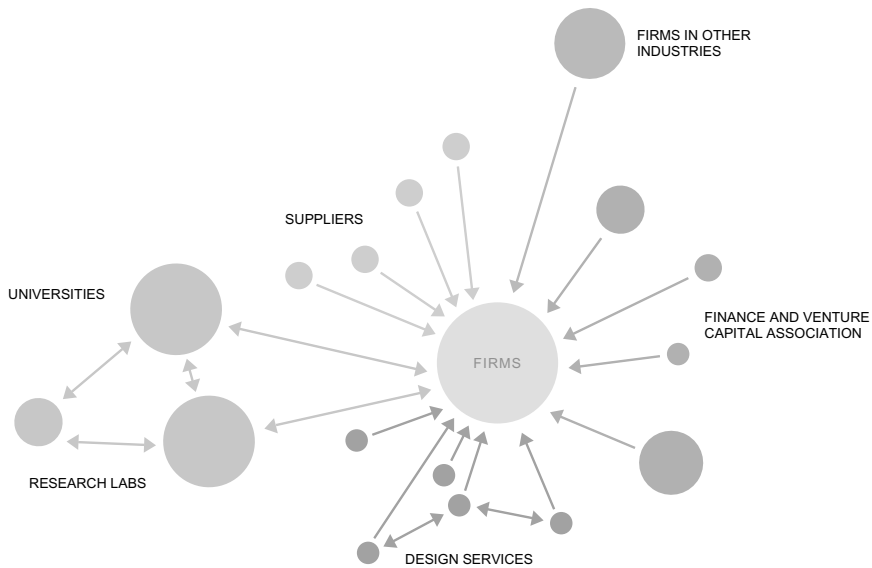 FIRMS IN OTHER
INDUSTRIES
SUPPLIERS
UNIVERSITIES
FINANCE AND VENTURE
CAPITAL ASSOCIATION
FIRMS
RESEARCH LABS
DESIGN SERVICES